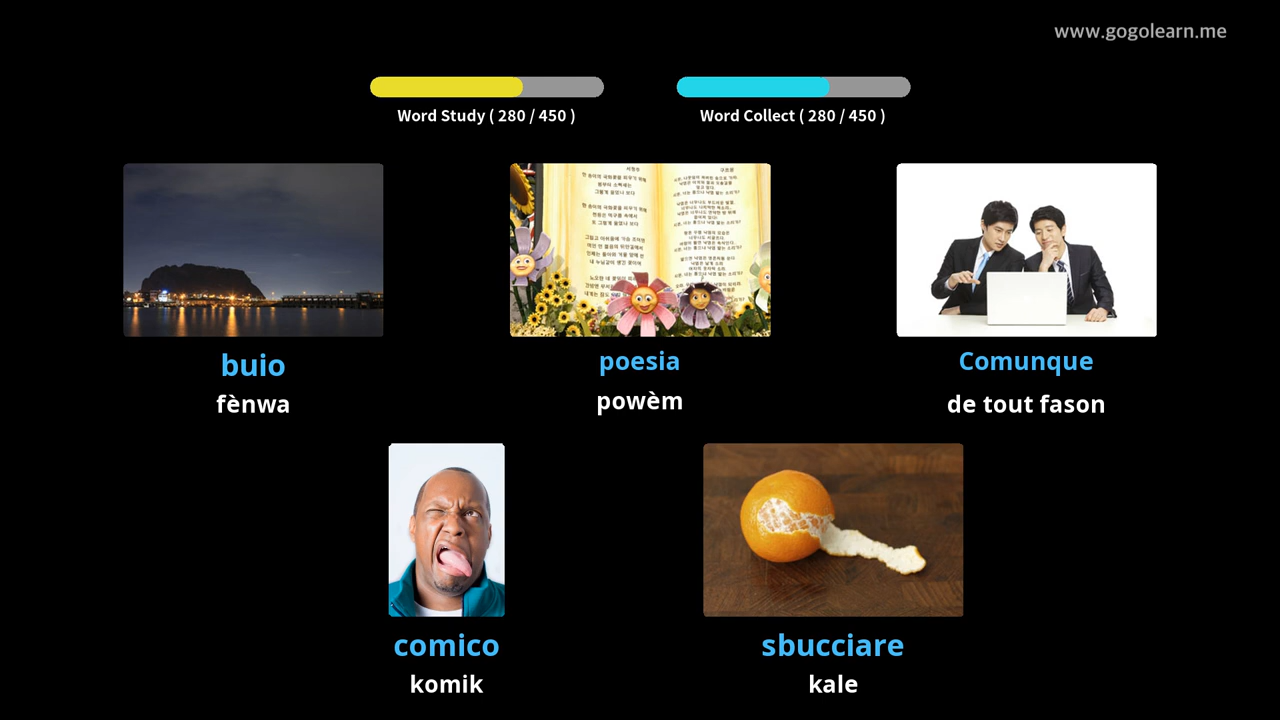 www.gogolearn.me
Word Study ( 280 / 450 )
Word Collect ( 280 / 450 )
buio
fènwa
poesia
powèm
Comunque
de tout fason
comico
komik
sbucciare
kale